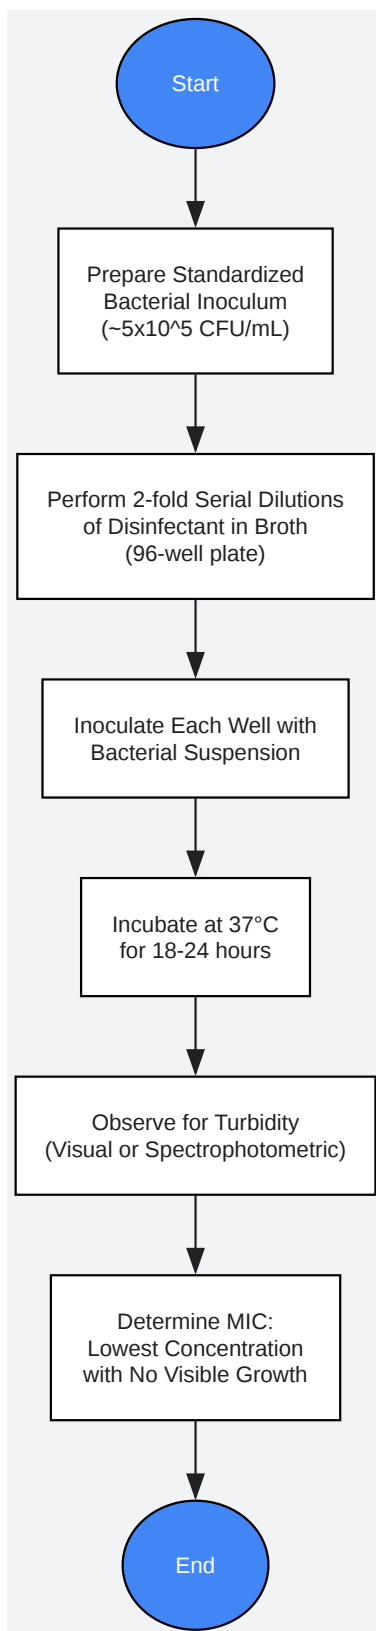 Start
Prepare Standardized
Bacterial Inoculum
(~5x10^5 CFU/mL)
Perform 2-fold Serial Dilutions
of Disinfectant in Broth
(96-well plate)
Inoculate Each Well with
Bacterial Suspension
Incubate at 37°C
for 18-24 hours
Observe for Turbidity
(Visual or Spectrophotometric)
Determine MIC:
Lowest Concentration
with No Visible Growth
End